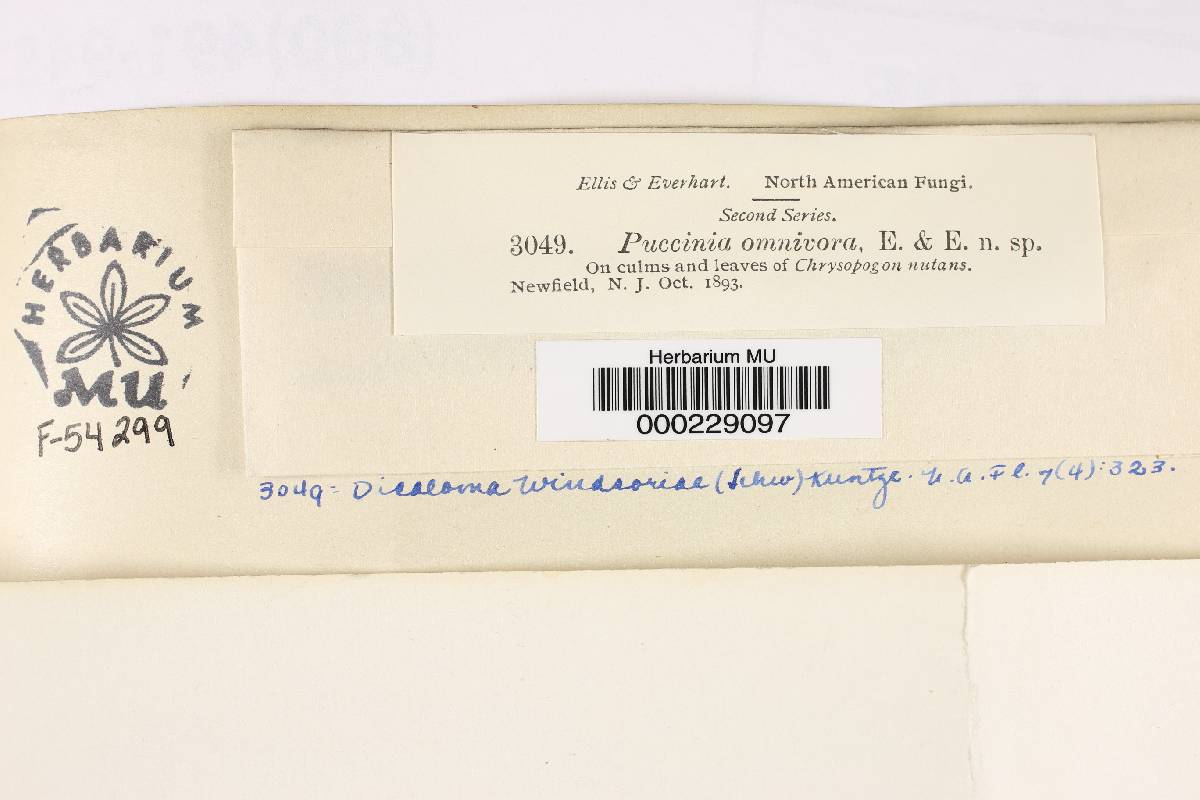 Ellis & Everhart. North American Fungi.
Second Series.
3049. Puccinia omnivora, E. & E. n. sp.
On culms and leaves of Chrysopogon nutans.
Newfield, N. J. Oct. 1893.
HERBARIUM
MU
F-54299
Herbarium MU
000229097
3049 = Dicaeoma Windsoriae (Schw) Kuntze. N. A. Fl. 7(4):323.